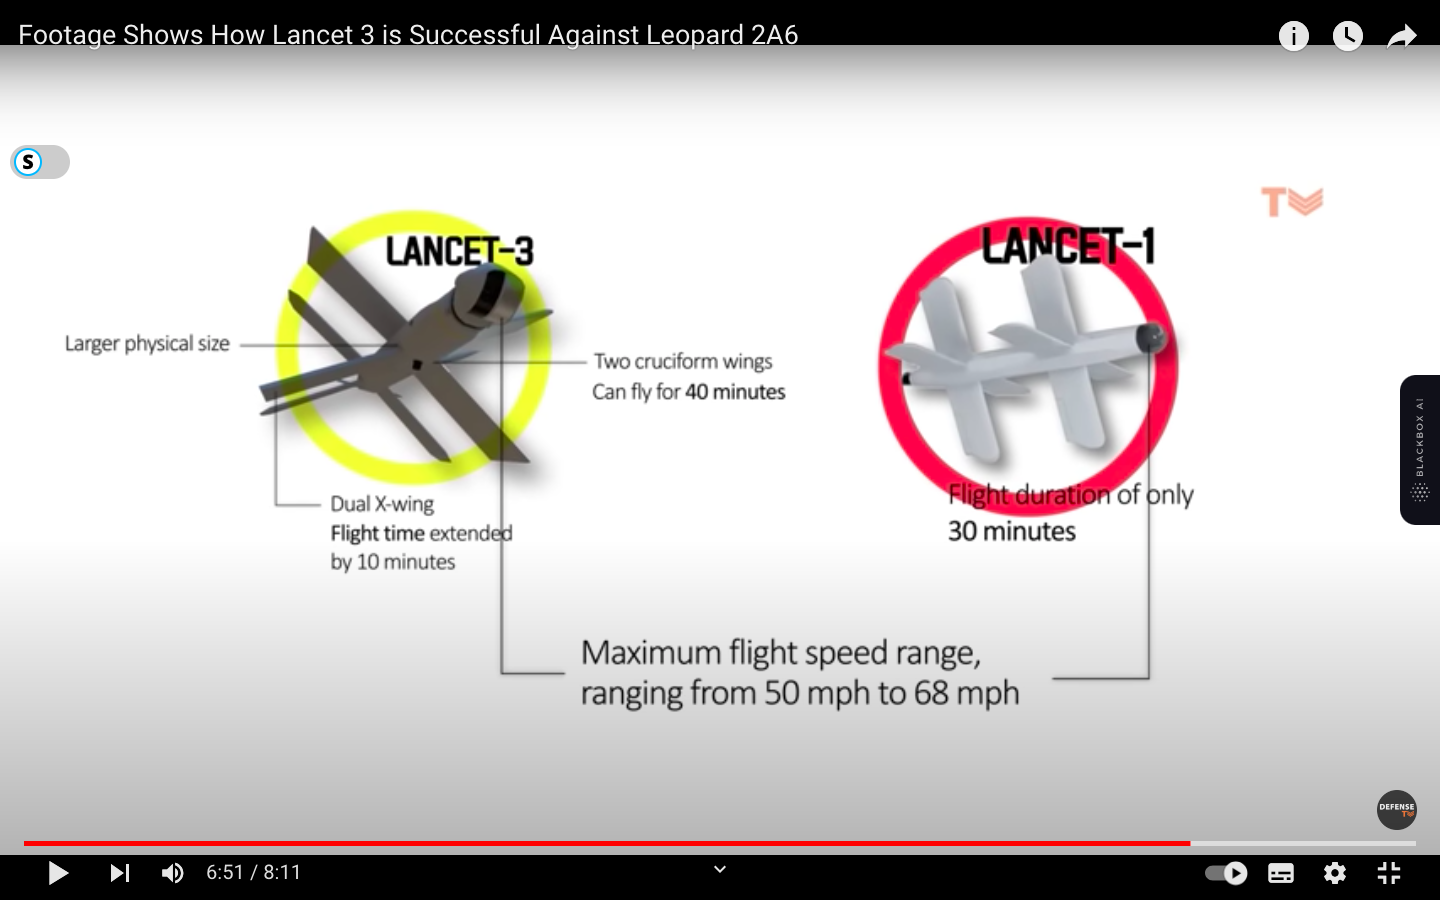 Footage Shows How Lancet 3 is Successful Against Leopard 2A6
S
TV
LANCET-3
LANCET-1
Larger physical size
Two cruciform wings
Can fly for 40 minutes
BLACKBOX AI
Dual X-wing
Flight time extended
by 10 minutes
Flight duration of only
30 minutes
Maximum flight speed range,
ranging from 50 mph to 68 mph
DEFENSE
TV
6:51 / 8:11